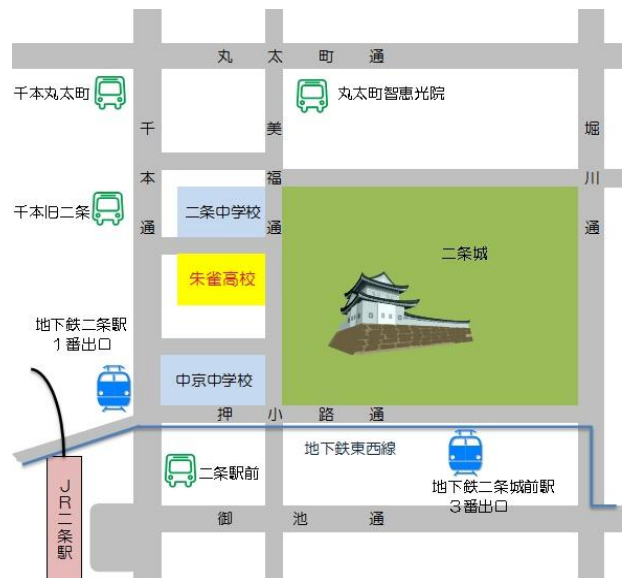 丸太町通
千本丸太町
丸太町智恵光院
千本通
美福通
堀川通
千本旧二条
二条中学校
二条城
朱雀高校
地下鉄二条駅
1番出口
中京中学校
押小路通
地下鉄東西線
二条駅前
地下鉄二条城前駅
3番出口
JR二条駅
御池通